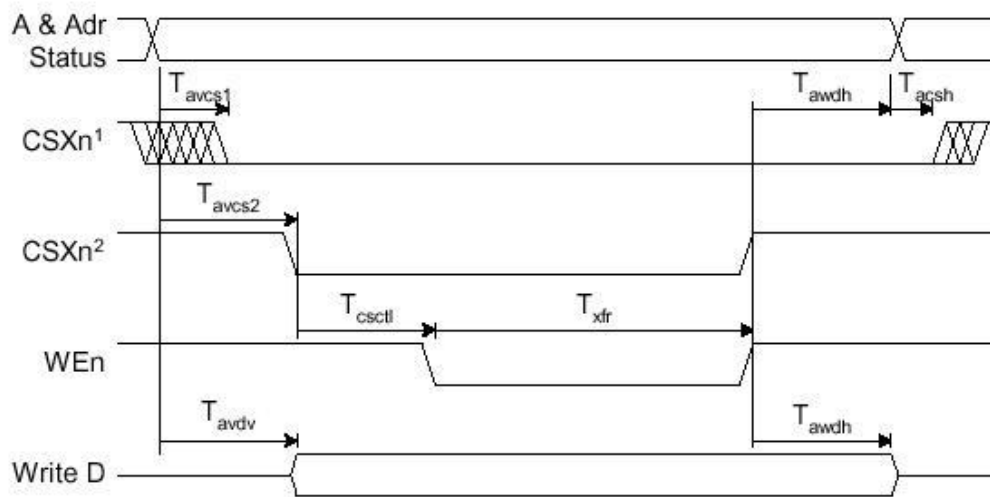 A & Adr
Status
Tavcs1
Tawdh
Tacsh
CSXn1
Tavcs2
CSXn2
Tcsctl
Txfr
WEn
Tavdv
Tawdh
Write D